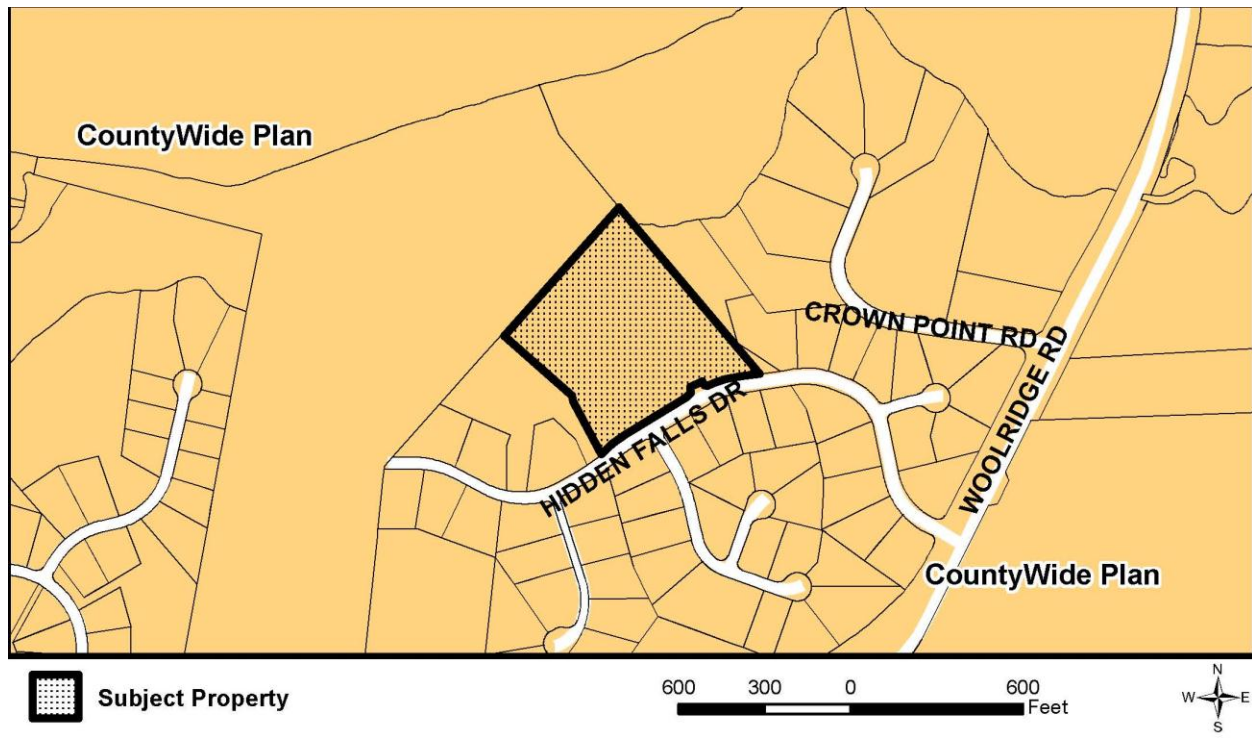 CountyWide Plan
CROWN POINT RD
HIDDEN FALLS DR
WOOLRIDGE RD
CountyWide Plan
Subject Property
600 300 0 600
Feet
N
W E
S